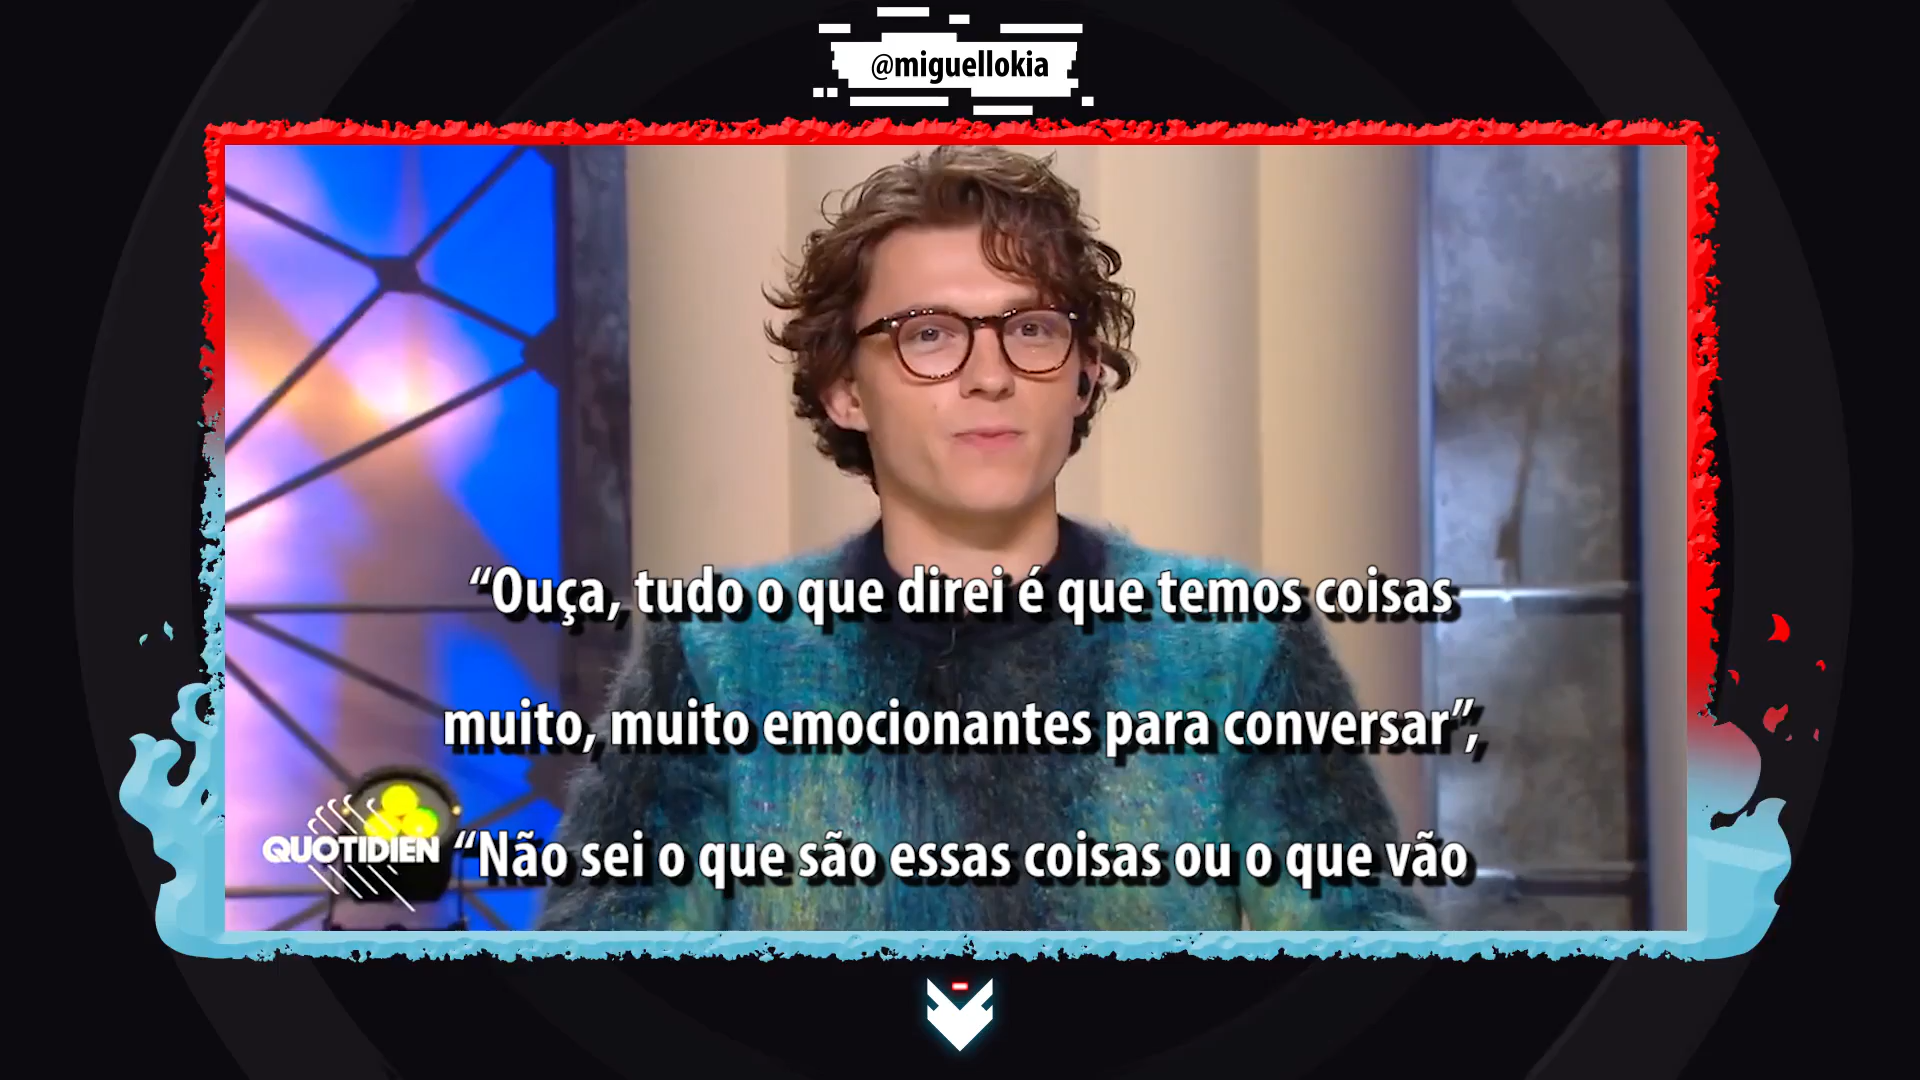 @miguellokia
“Ouça, tudo o que direi é que temos coisas
muito, muito emocionantes para conversar”,
QUOTIDIEN
“Não sei o que são essas coisas ou o que vão